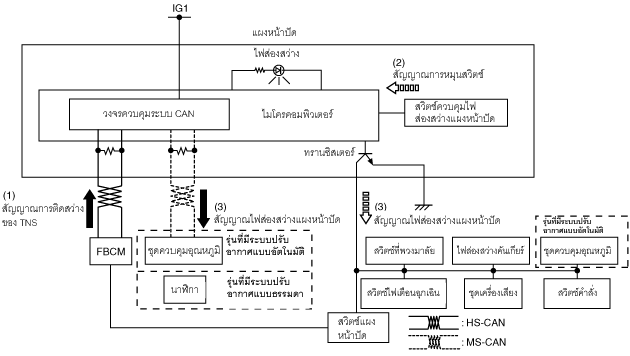 IG1
แผงหน้าปัด
ไฟส่องสว่าง
(2)
สัญญาณการหมุนสวิตช์
วงจรควบคุมระบบ CAN
ไมโครคอมพิวเตอร์
สวิตช์ควบคุมไฟ
ส่องสว่างแผงหน้าปัด
ทรานซิสเตอร์
(1)
สัญญาณการติดสว่าง
ของ TNS
(3)
สัญญาณไฟส่องสว่างแผงหน้าปัด
(3)
สัญญาณไฟส่องสว่างแผงหน้าปัด
FBCM
ชุดควบคุมอุณหภูมิ
รุ่นที่มีระบบปรับ
อากาศแบบอัตโนมัติ
นาฬิกา
รุ่นที่มีระบบปรับ
อากาศแบบธรรมดา
สวิตช์ที่พวงมาลัย
ไฟส่องสว่างคันเกียร์
รุ่นที่มีระบบปรับ
อากาศแบบอัตโนมัติ
ชุดควบคุมอุณหภูมิ
สวิตช์ไฟเตือนฉุกเฉิน
ชุดเครื่องเสียง
สวิตช์คำสั่ง
สวิตช์แผง
หน้าปัด
: HS-CAN
: MS-CAN